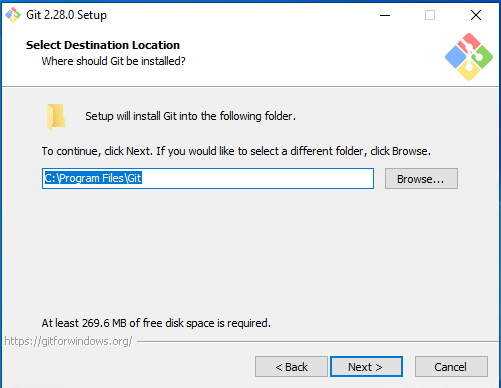 Git 2.28.0 Setup
Select Destination Location
Where should Git be installed?
Setup will install Git into the following folder.
To continue, click Next. If you would like to select a different folder, click Browse.
C:\Program Files\Git
Browse...
At least 269.6 MB of free disk space is required.
https://gitforwindows.org/
< Back
Next >
Cancel